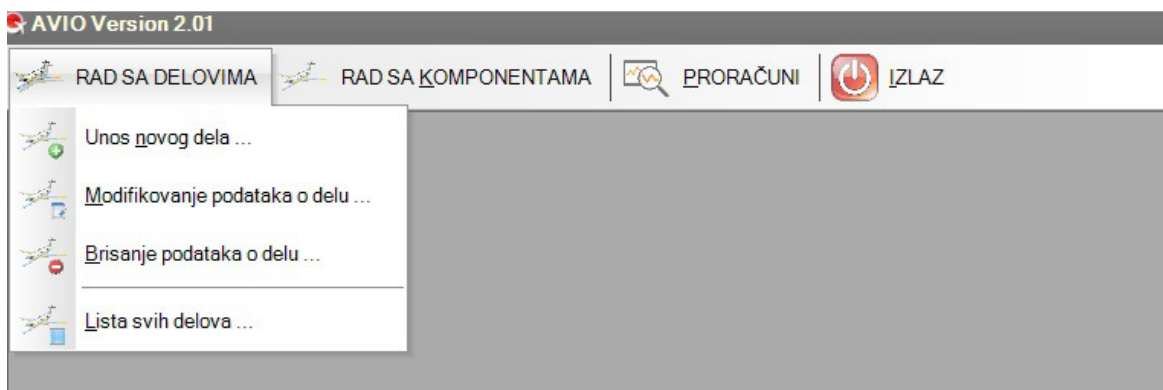 AVIO Version 2.01
RAD SA DELOVIMA RAD SA KOMPONENTAMA PRORAČUNI IZLAZ
Unos novog dela ...
Modifikovanje podataka o delu ...
Brisanje podataka o delu ...
Lista svih delova ...